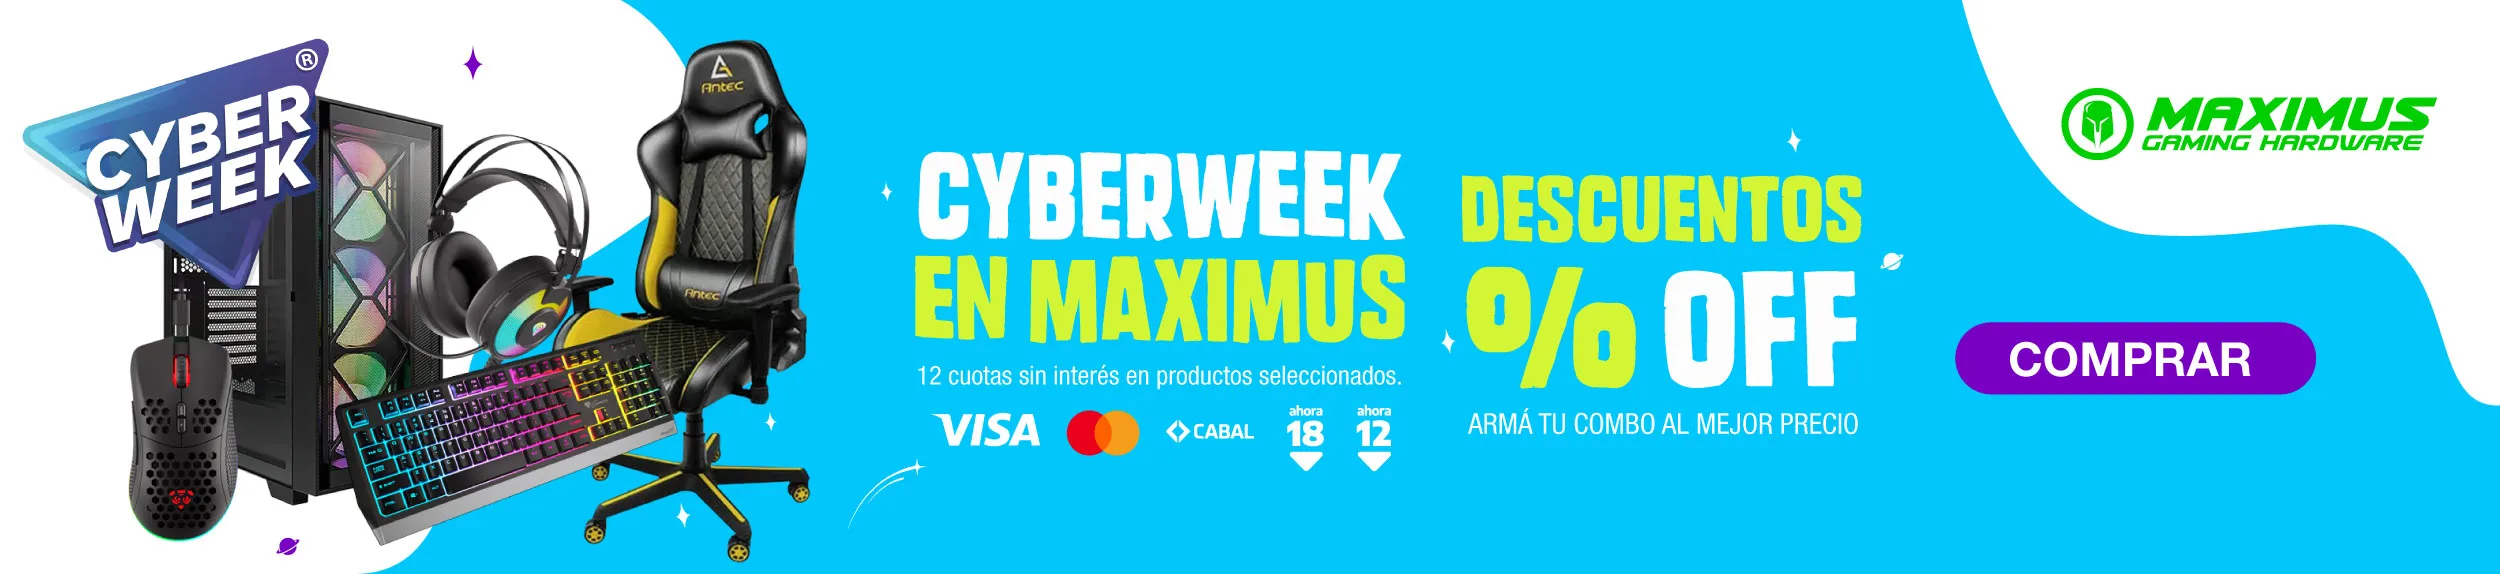 CYBER
WEEK
®
Antec
Antec
CYBERWEEK
EN MAXIMUS
12 cuotas sin interés en productos seleccionados.
VISA
CABAL
ahora
18
ahora
12
DESCUENTOS
% OFF
ARMÁ TU COMBO AL MEJOR PRECIO
MAXIMUS
GAMING HARDWARE
COMPRAR